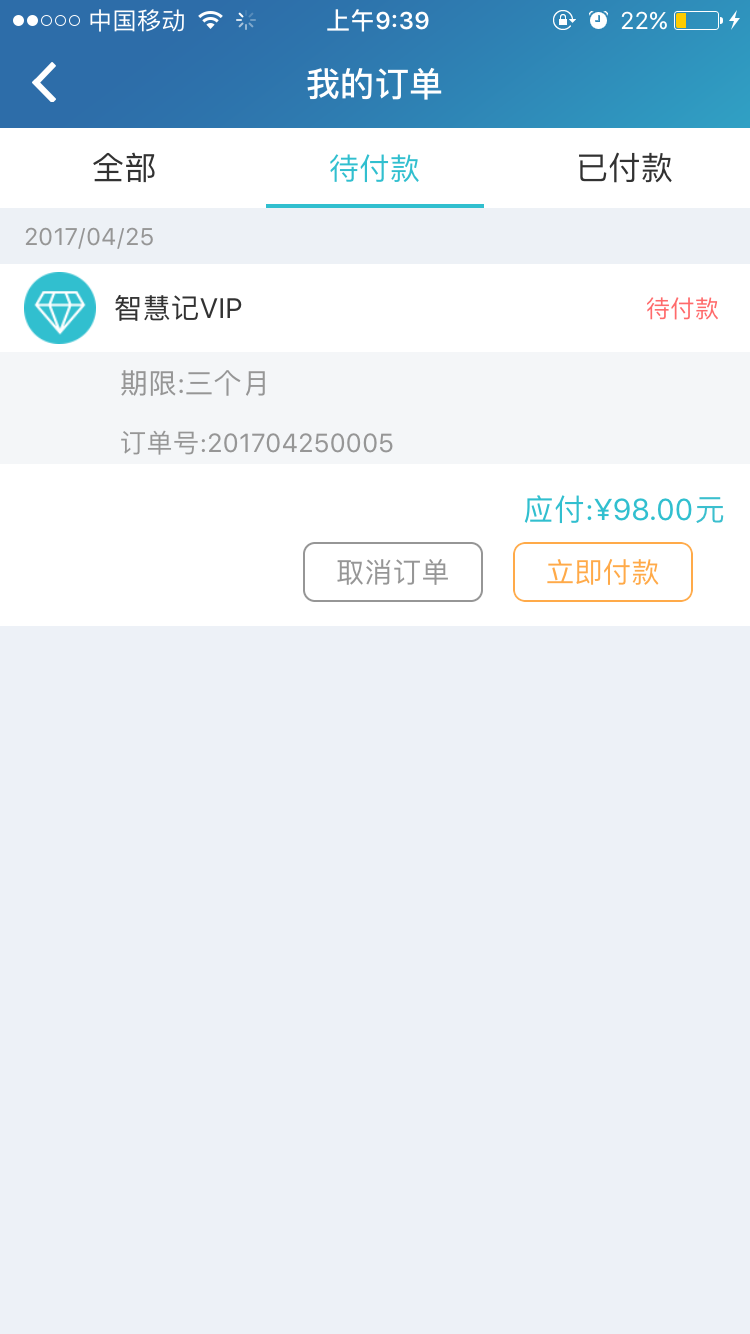 中国移动 上午9:39 22%
我的订单
全部 待付款 已付款
2017/04/25
智慧记VIP 待付款
期限:三个月
订单号:201704250005
应付:¥98.00元
取消订单 立即付款